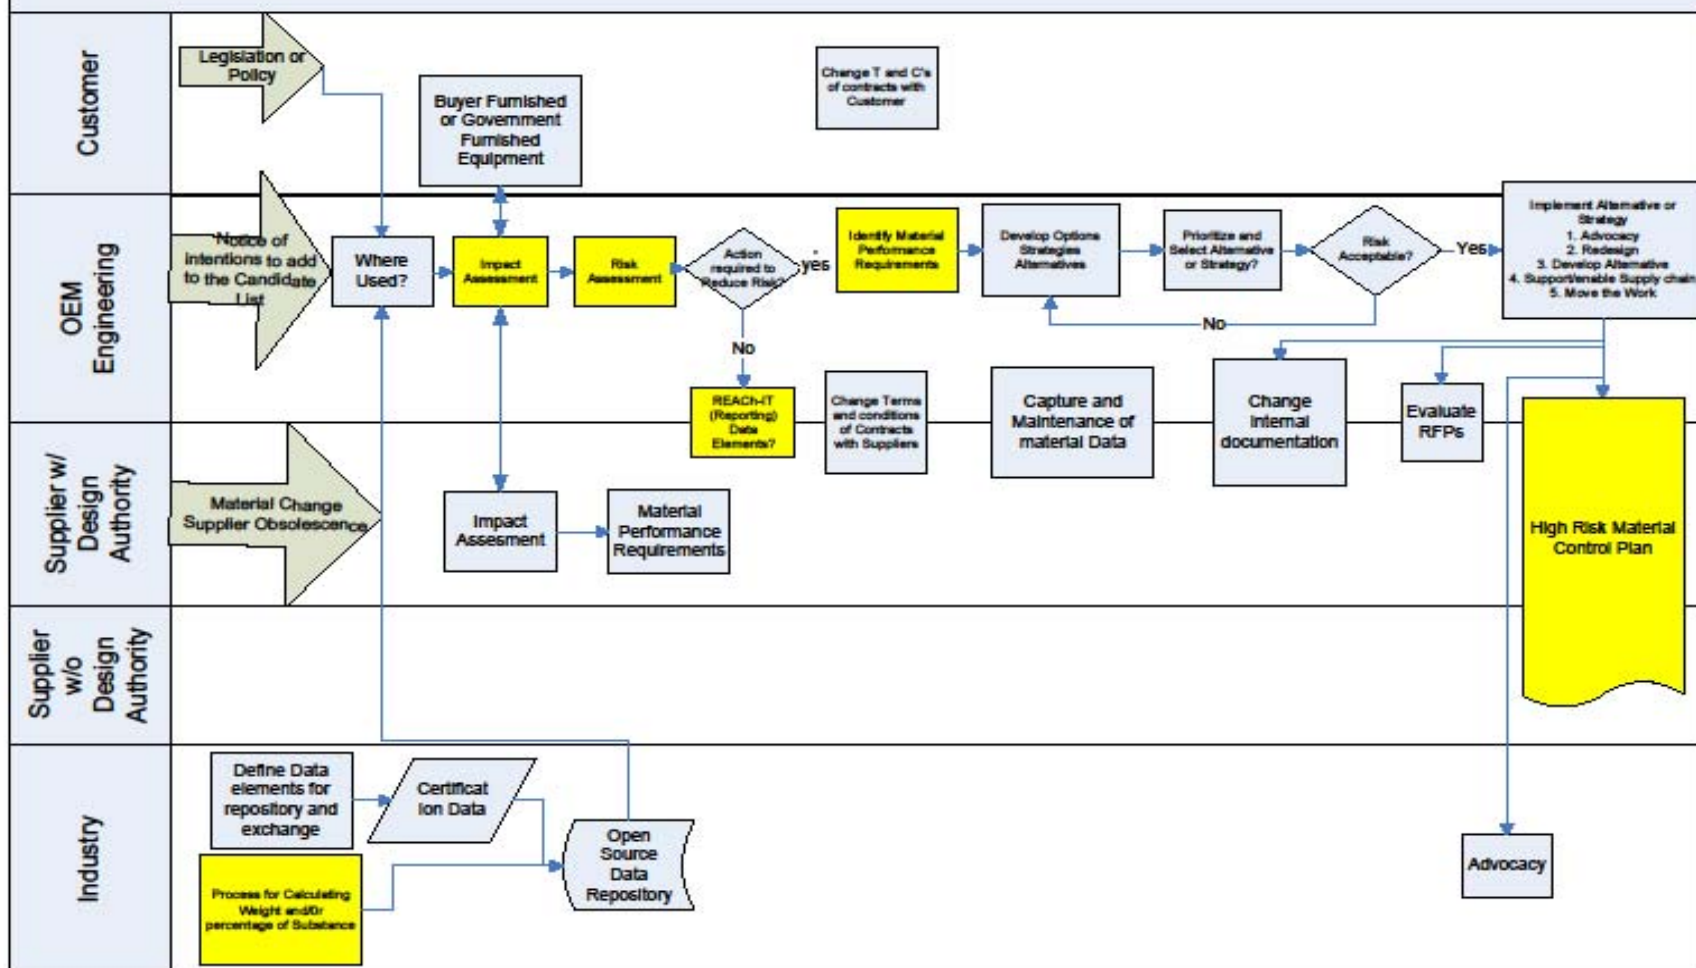 Customer
Legislation or
Policy
Buyer Furnished
or Government
Furnished
Equipment
Change T and C's
of contracts with
Customer
OEM
Engineering
Notice of
intentions to add
to the Candidate
List
Where
Used?
Impact
Assessment
Risk
Assessment
Action
required to
Reduce Risk?
yes
No
Identify Material
Performance
Requirements
Develop Options
Strategies
Alternatives
Prioritize and
Select Alternative
or Strategy?
Risk
Acceptable?
Yes
No
Implement Alternative or
Strategy
1. Advocacy
2. Redesign
3. Develop Alternative
4. Support/enable Supply chain
5. Move the Work
REACh-IT
(Reporting)
Data
Elements?
Change Terms
and conditions
of Contracts
with Suppliers
Capture and
Maintenance of
material Data
Change
Internal
documentation
Evaluate
RFPs
High Risk Material
Control Plan
Supplier w/
Design
Authority
Material Change
Supplier Obsolescence
Impact
Assesment
Material
Performance
Requirements
Supplier
w/o
Design
Authority
Industry
Define Data
elements for
repository and
exchange
Certificat
ion Data
Process for Calculating
Weight and/0r
percentage of Substance
Open
Source
Data
Repository
Advocacy